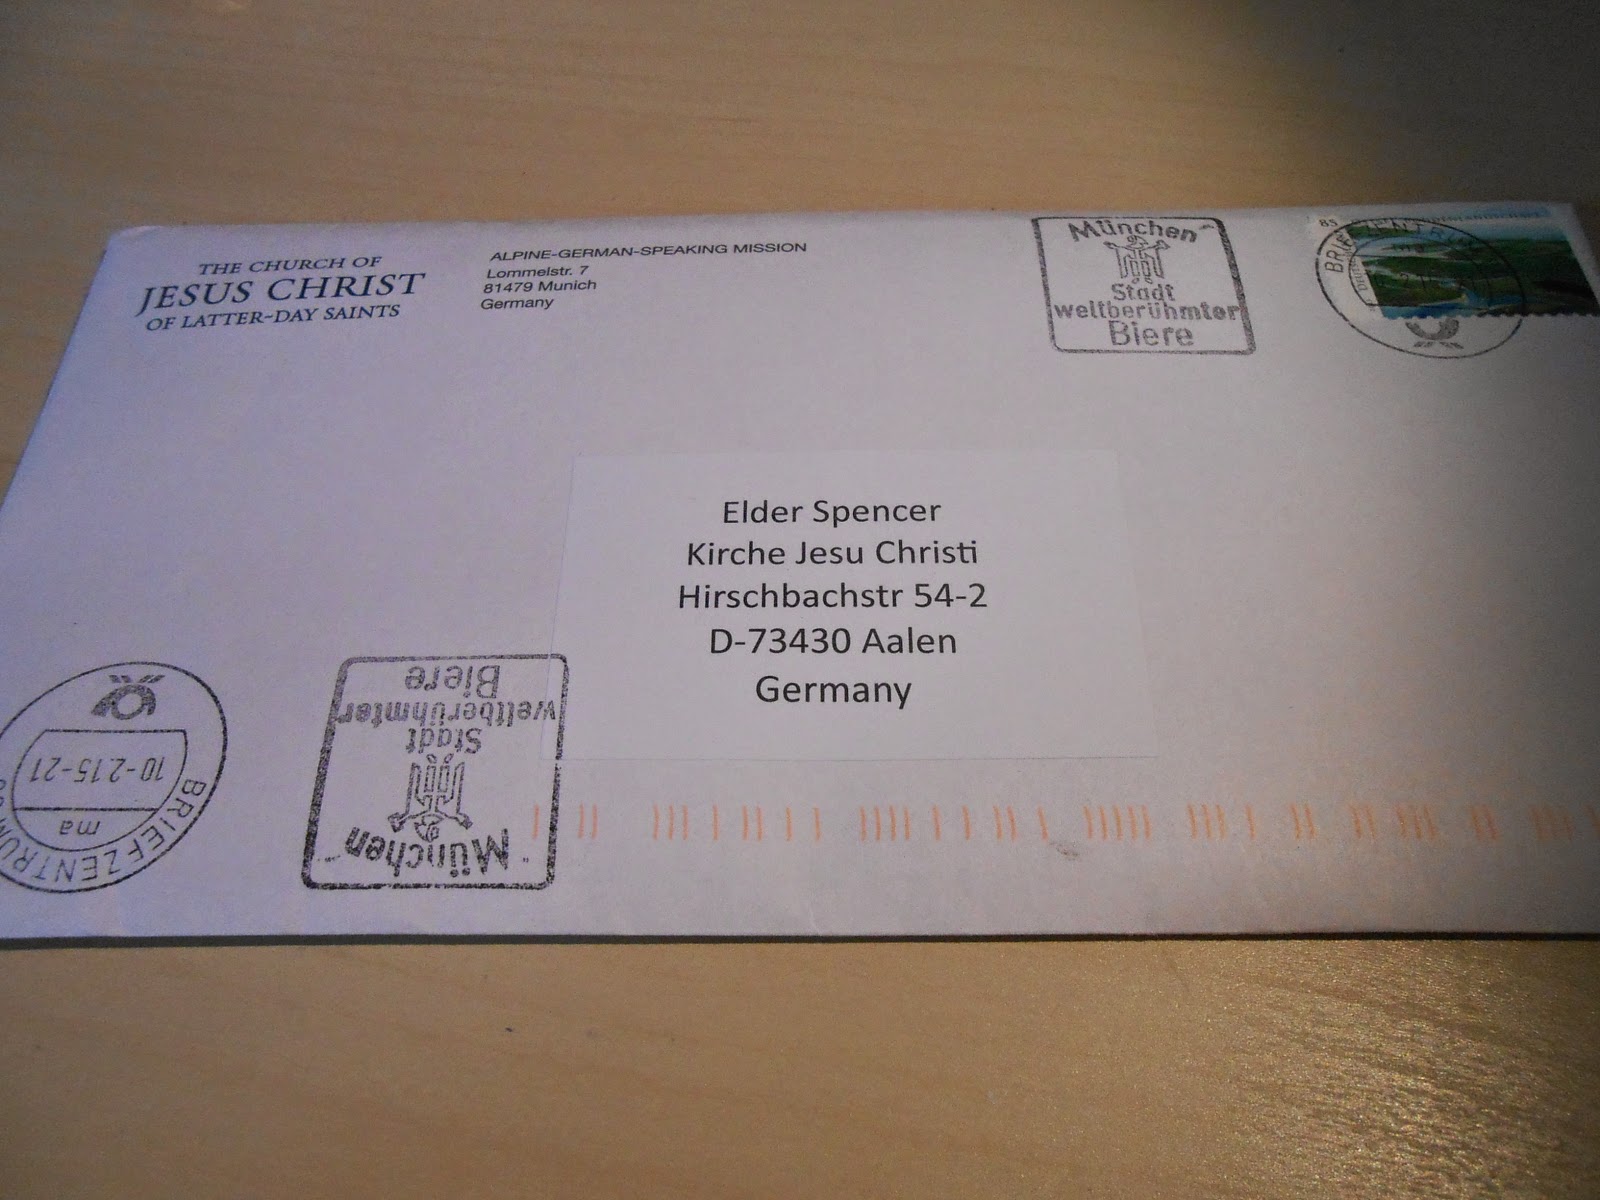 THE CHURCH OF
JESUS CHRIST
OF LATTER-DAY SAINTS
ALPINE-GERMAN-SPEAKING MISSION
Lommelstr. 7
81479 Munich
Germany
München
Stadt
weltberühmter
Biere
85
Elder Spencer
Kirche Jesu Christi
Hirschbachstr 54-2
D-73430 Aalen
Germany
München
Stadt
weltberühmter
Biere
BRIEFZENTRUM
ma
10-2.15-21